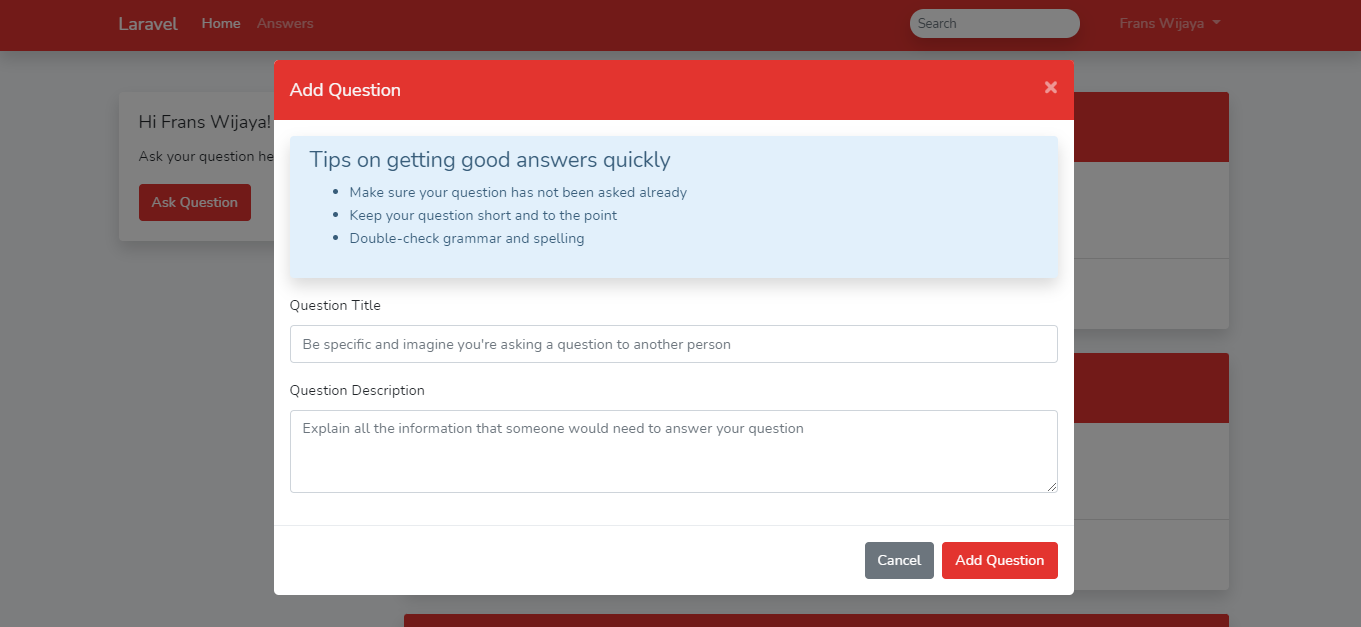 Laravel Home Answers Search Frans Wijaya
Add Question ×
Hi Frans Wijaya!
Ask your question
Ask Question
Tips on getting good answers quickly
• Make sure your question has not been asked already
• Keep your question short and to the point
• Double-check grammar and spelling
Question Title
Be specific and imagine you're asking a question to another person
Question Description
Explain all the information that someone would need to answer your question
Cancel Add Question